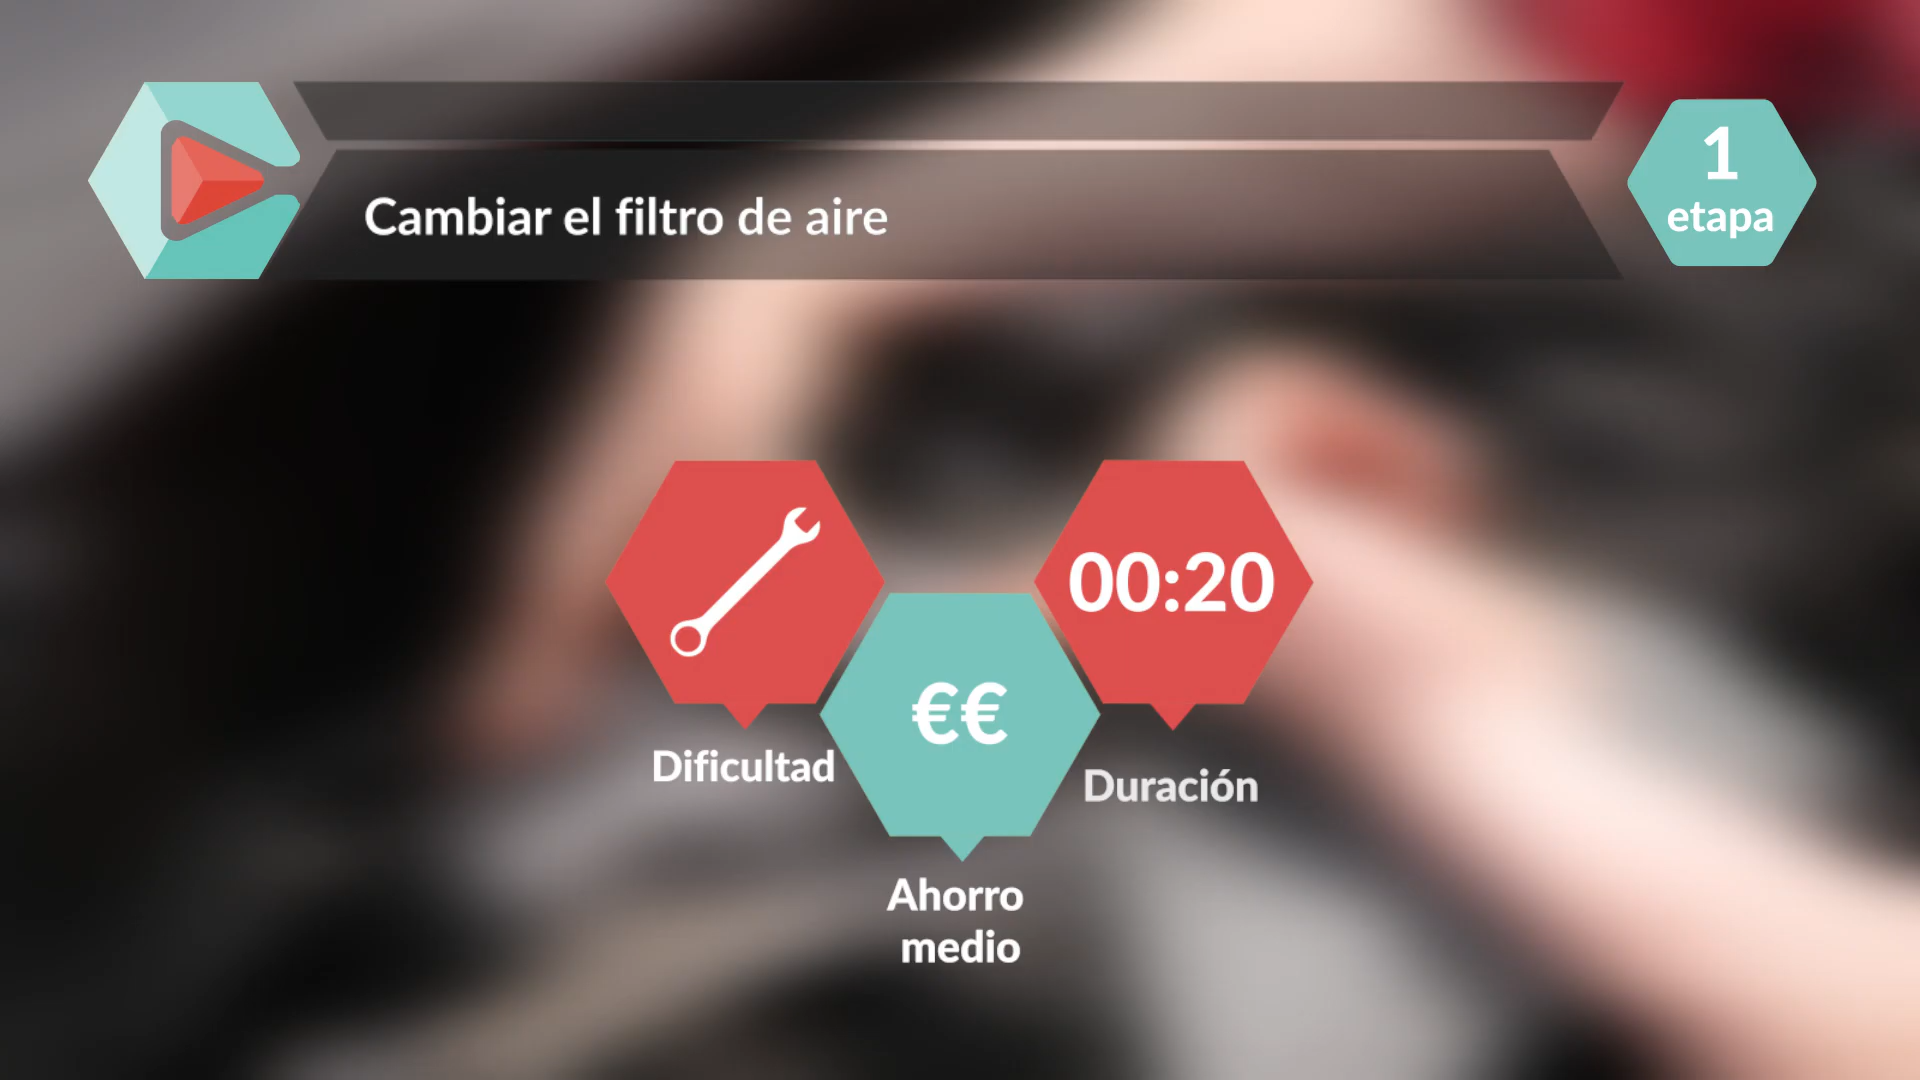 Cambiar el filtro de aire
1
etapa
00:20
€€
Dificultad
Duración
Ahorro
medio